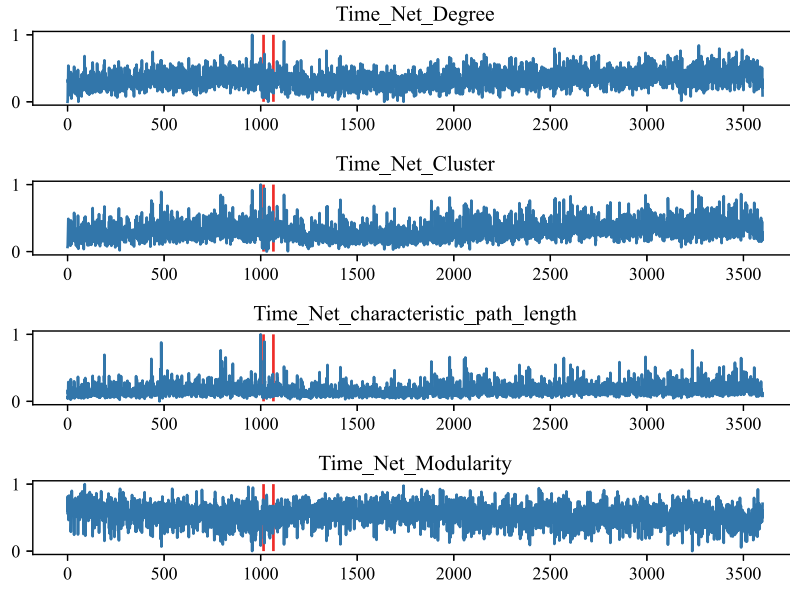 Time_Net_Degree
1
0
0 500 1000 1500 2000 2500 3000 3500
Time_Net_Cluster
1
0
0 500 1000 1500 2000 2500 3000 3500
Time_Net_characteristic_path_length
1
0
0 500 1000 1500 2000 2500 3000 3500
Time_Net_Modularity
1
0
0 500 1000 1500 2000 2500 3000 3500